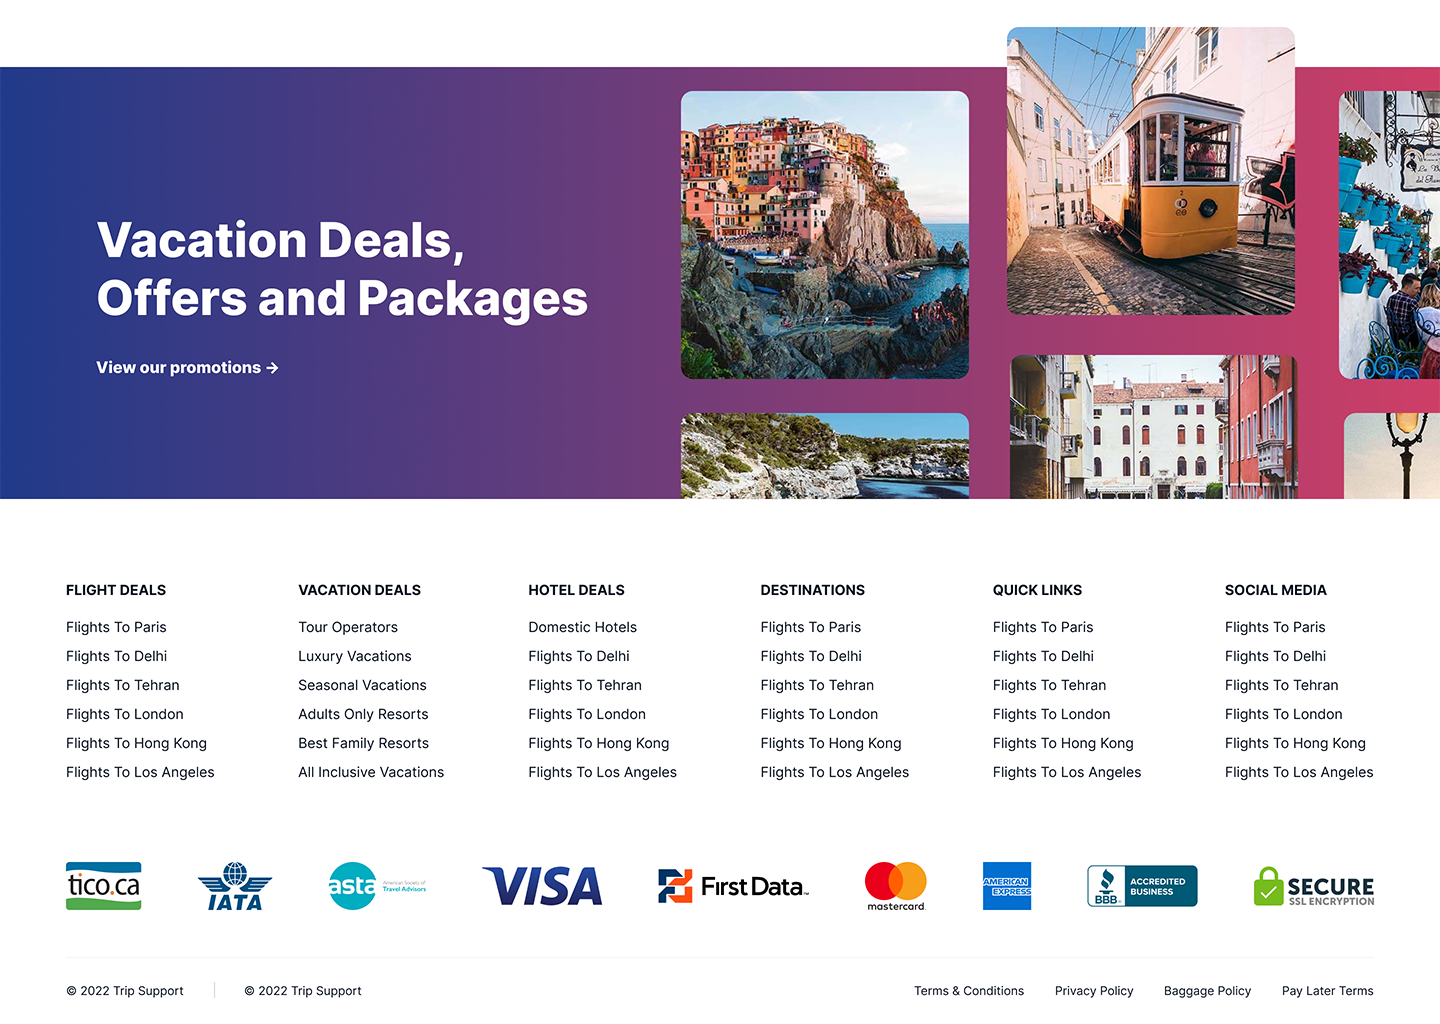 Vacation Deals,
Offers and Packages
View our promotions →
FLIGHT DEALS
Flights To Paris
Flights To Delhi
Flights To Tehran
Flights To London
Flights To Hong Kong
Flights To Los Angeles
VACATION DEALS
Tour Operators
Luxury Vacations
Seasonal Vacations
Adults Only Resorts
Best Family Resorts
All Inclusive Vacations
HOTEL DEALS
Domestic Hotels
Flights To Delhi
Flights To Tehran
Flights To London
Flights To Hong Kong
Flights To Los Angeles
DESTINATIONS
Flights To Paris
Flights To Delhi
Flights To Tehran
Flights To London
Flights To Hong Kong
Flights To Los Angeles
QUICK LINKS
Flights To Paris
Flights To Delhi
Flights To Tehran
Flights To London
Flights To Hong Kong
Flights To Los Angeles
SOCIAL MEDIA
Flights To Paris
Flights To Delhi
Flights To Tehran
Flights To London
Flights To Hong Kong
Flights To Los Angeles
tico.ca
IATA
asta
American Society of
Travel Advisors
VISA
First Data
mastercard
AMERICAN
EXPRESS
BBB
ACCREDITED
BUSINESS
SECURE
SSL ENCRYPTION
© 2022 Trip Support
© 2022 Trip Support
Terms & Conditions
Privacy Policy
Baggage Policy
Pay Later Terms